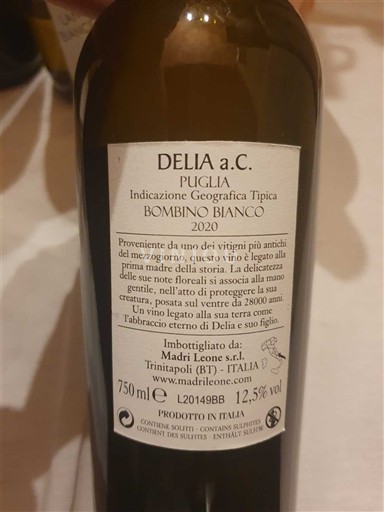 DELIA a.C.
PUGLIA
Indicazione Geografica Tipica
BOMBINO BIANCO
2020
Proveniente da uno dei vitigni più antichi
del mezzogiorno, questo vino è legato alla
prima madre della storia. La delicatezza
delle sue note floreali si associa alla mano
gentile, nell'atto di proteggere la sua
creatura, posata sul ventre da 28000 anni.
Un vino legato alla sua terra come
l'abbraccio eterno di Delia e suo figlio.
Imbottigliato da:
Madri Leone s.r.l.
Trinitapoli (BT) - ITALIA
www.madrileone.com
750 ml e L20149BB 12,5% vol
PRODOTTO IN ITALIA
CONTIENE SOLFITI - CONTAINS SULPHITES
CONTIENT DES SULFITES - ENTHÄLT SULFITE